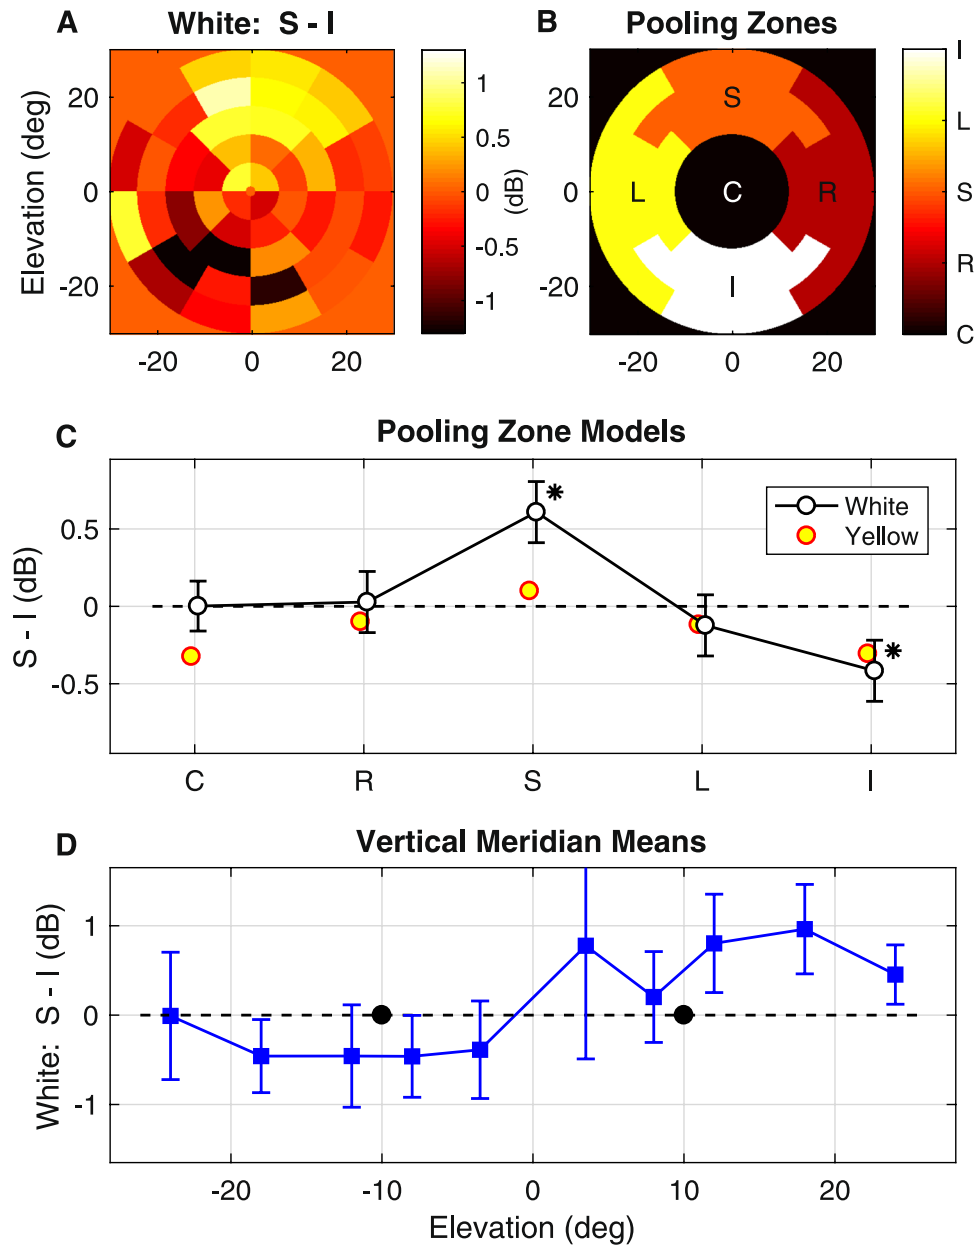 A White: S - I
B Pooling Zones
Elevation (deg)
20
0
-20
-20 0 20
1
0.5
0
-0.5
-1
(dB)
20
0
-20
-20 0 20
S
L C R
I
I
L
S
R
C
C Pooling Zone Models
S - I (dB)
0.5
0
-0.5
White
Yellow
* *
C R S L I
D Vertical Meridian Means
White: S - I (dB)
1
0
-1
-20 -10 0 10 20
Elevation (deg)